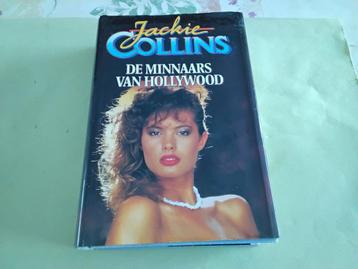 Jackie
COLLINS
DE MINNAARS
VAN HOLLYWOOD